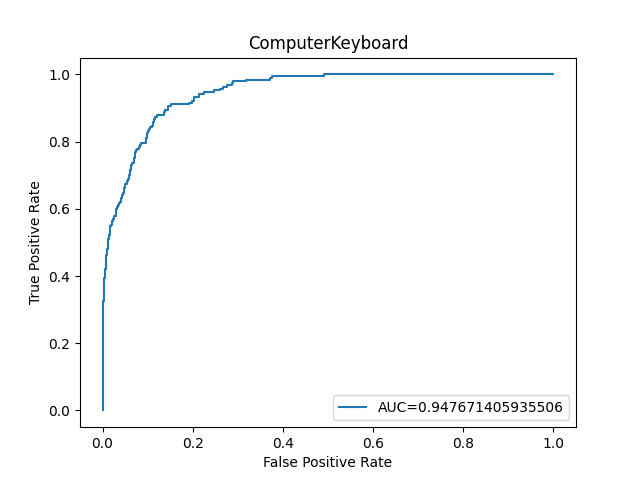 ComputerKeyboard
True Positive Rate
1.0
0.8
0.6
0.4
0.2
0.0
AUC=0.947671405935506
0.0 0.2 0.4 0.6 0.8 1.0
False Positive Rate